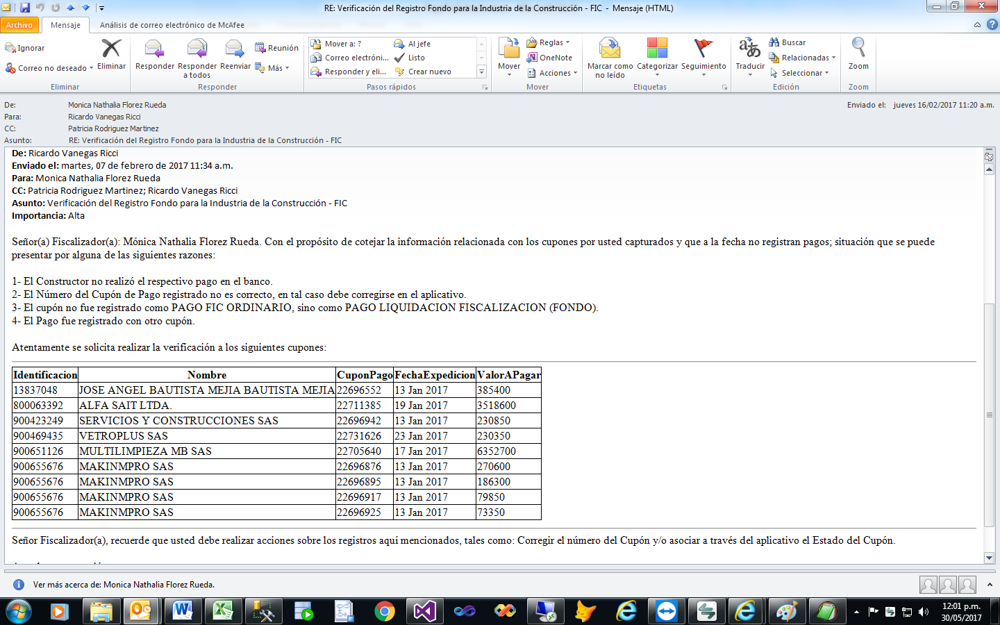 RE: Verificación del Registro Fondo para la Industria de la Construcción - FIC - Mensaje (HTML)
Archivo Mensaje Análisis de correo electrónico de McAfee
Ignorar
Correo no deseado
Eliminar
Eliminar
Responder
Responder a todos
Reenviar
Reunión
Más
Responder
Mover a: ?
Correo electróni...
Responder y eli...
Al jefe
Listo
Crear nuevo
Pasos rápidos
Mover
Reglas
OneNote
Acciones
Mover
Marcar como no leído
Categorizar
Seguimiento
Etiquetas
Traducir
Buscar
Relacionadas
Seleccionar
Edición
Zoom
Zoom
De: Monica Nathalia Florez Rueda Enviado el: jueves 16/02/2017 11:20 a.m.
Para: Ricardo Vanegas Ricci
CC: Patricia Rodriguez Martinez
Asunto: RE: Verificación del Registro Fondo para la Industria de la Construcción - FIC
De: Ricardo Vanegas Ricci
Enviado el: martes, 07 de febrero de 2017 11:34 a.m.
Para: Monica Nathalia Florez Rueda
CC: Patricia Rodriguez Martinez; Ricardo Vanegas Ricci
Asunto: Verificación del Registro Fondo para la Industria de la Construcción - FIC
Importancia: Alta
Señor(a) Fiscalizador(a): Mónica Nathalia Florez Rueda. Con el propósito de cotejar la información relacionada con los cupones por usted capturados y que a la fecha no registran pagos; situación que se puede
presentar por alguna de las siguientes razones:
1- El Constructor no realizó el respectivo pago en el banco.
2- El Número del Cupón de Pago registrado no es correcto, en tal caso debe corregirse en el aplicativo.
3- El cupón no fue registrado como PAGO FIC ORDINARIO, sino como PAGO LIQUIDACION FISCALIZACION (FONDO).
4- El Pago fue registrado con otro cupón.
Atentamente se solicita realizar la verificación a los siguientes cupones:
Identificacion Nombre CuponPago FechaExpedicion ValorAPagar
13837048 JOSE ANGEL BAUTISTA MEJIA BAUTISTA MEJIA 22696552 13 Jan 2017 385400
800063392 ALFA SAIT LTDA. 22711385 19 Jan 2017 3518600
900423249 SERVICIOS Y CONSTRUCCIONES SAS 22696942 13 Jan 2017 230850
900469435 VETROPLUS SAS 22731626 23 Jan 2017 230350
900651126 MULTILIMPIEZA MB SAS 22705640 17 Jan 2017 6352700
900655676 MAKINMPRO SAS 22696876 13 Jan 2017 270600
900655676 MAKINMPRO SAS 22696895 13 Jan 2017 186300
900655676 MAKINMPRO SAS 22696917 13 Jan 2017 79850
900655676 MAKINMPRO SAS 22696925 13 Jan 2017 73350
Señor Fiscalizador(a), recuerde que usted debe realizar acciones sobre los registros aquí mencionados, tales como: Corregir el número del Cupón y/o asociar a través del aplicativo el Estado del Cupón.
Ver más acerca de: Monica Nathalia Florez Rueda.
12:01 p.m.
30/05/2017